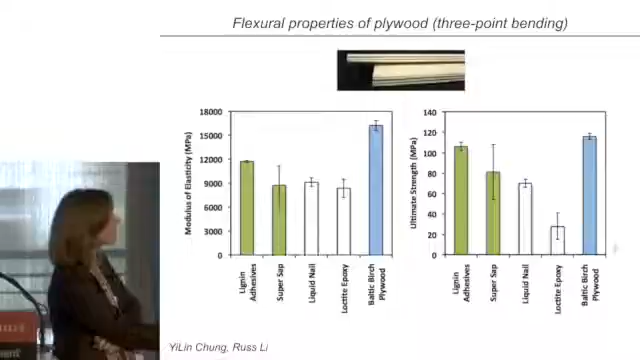 Flexural properties of plywood (three-point bending)
18000
15000
12000
9000
6000
3000
0
Modulus of Elasticity (MPa)
Lignin
Adhesives
Super Sap
Liquid Nail
Loctite Epoxy
Baltic Birch
Plywood
140
120
100
80
60
40
20
0
Ultimate Strength (MPa)
Lignin
Adhesives
Super Sap
Liquid Nail
Loctite Epoxy
Baltic Birch
Plywood
YiLin Chung, Russ Li